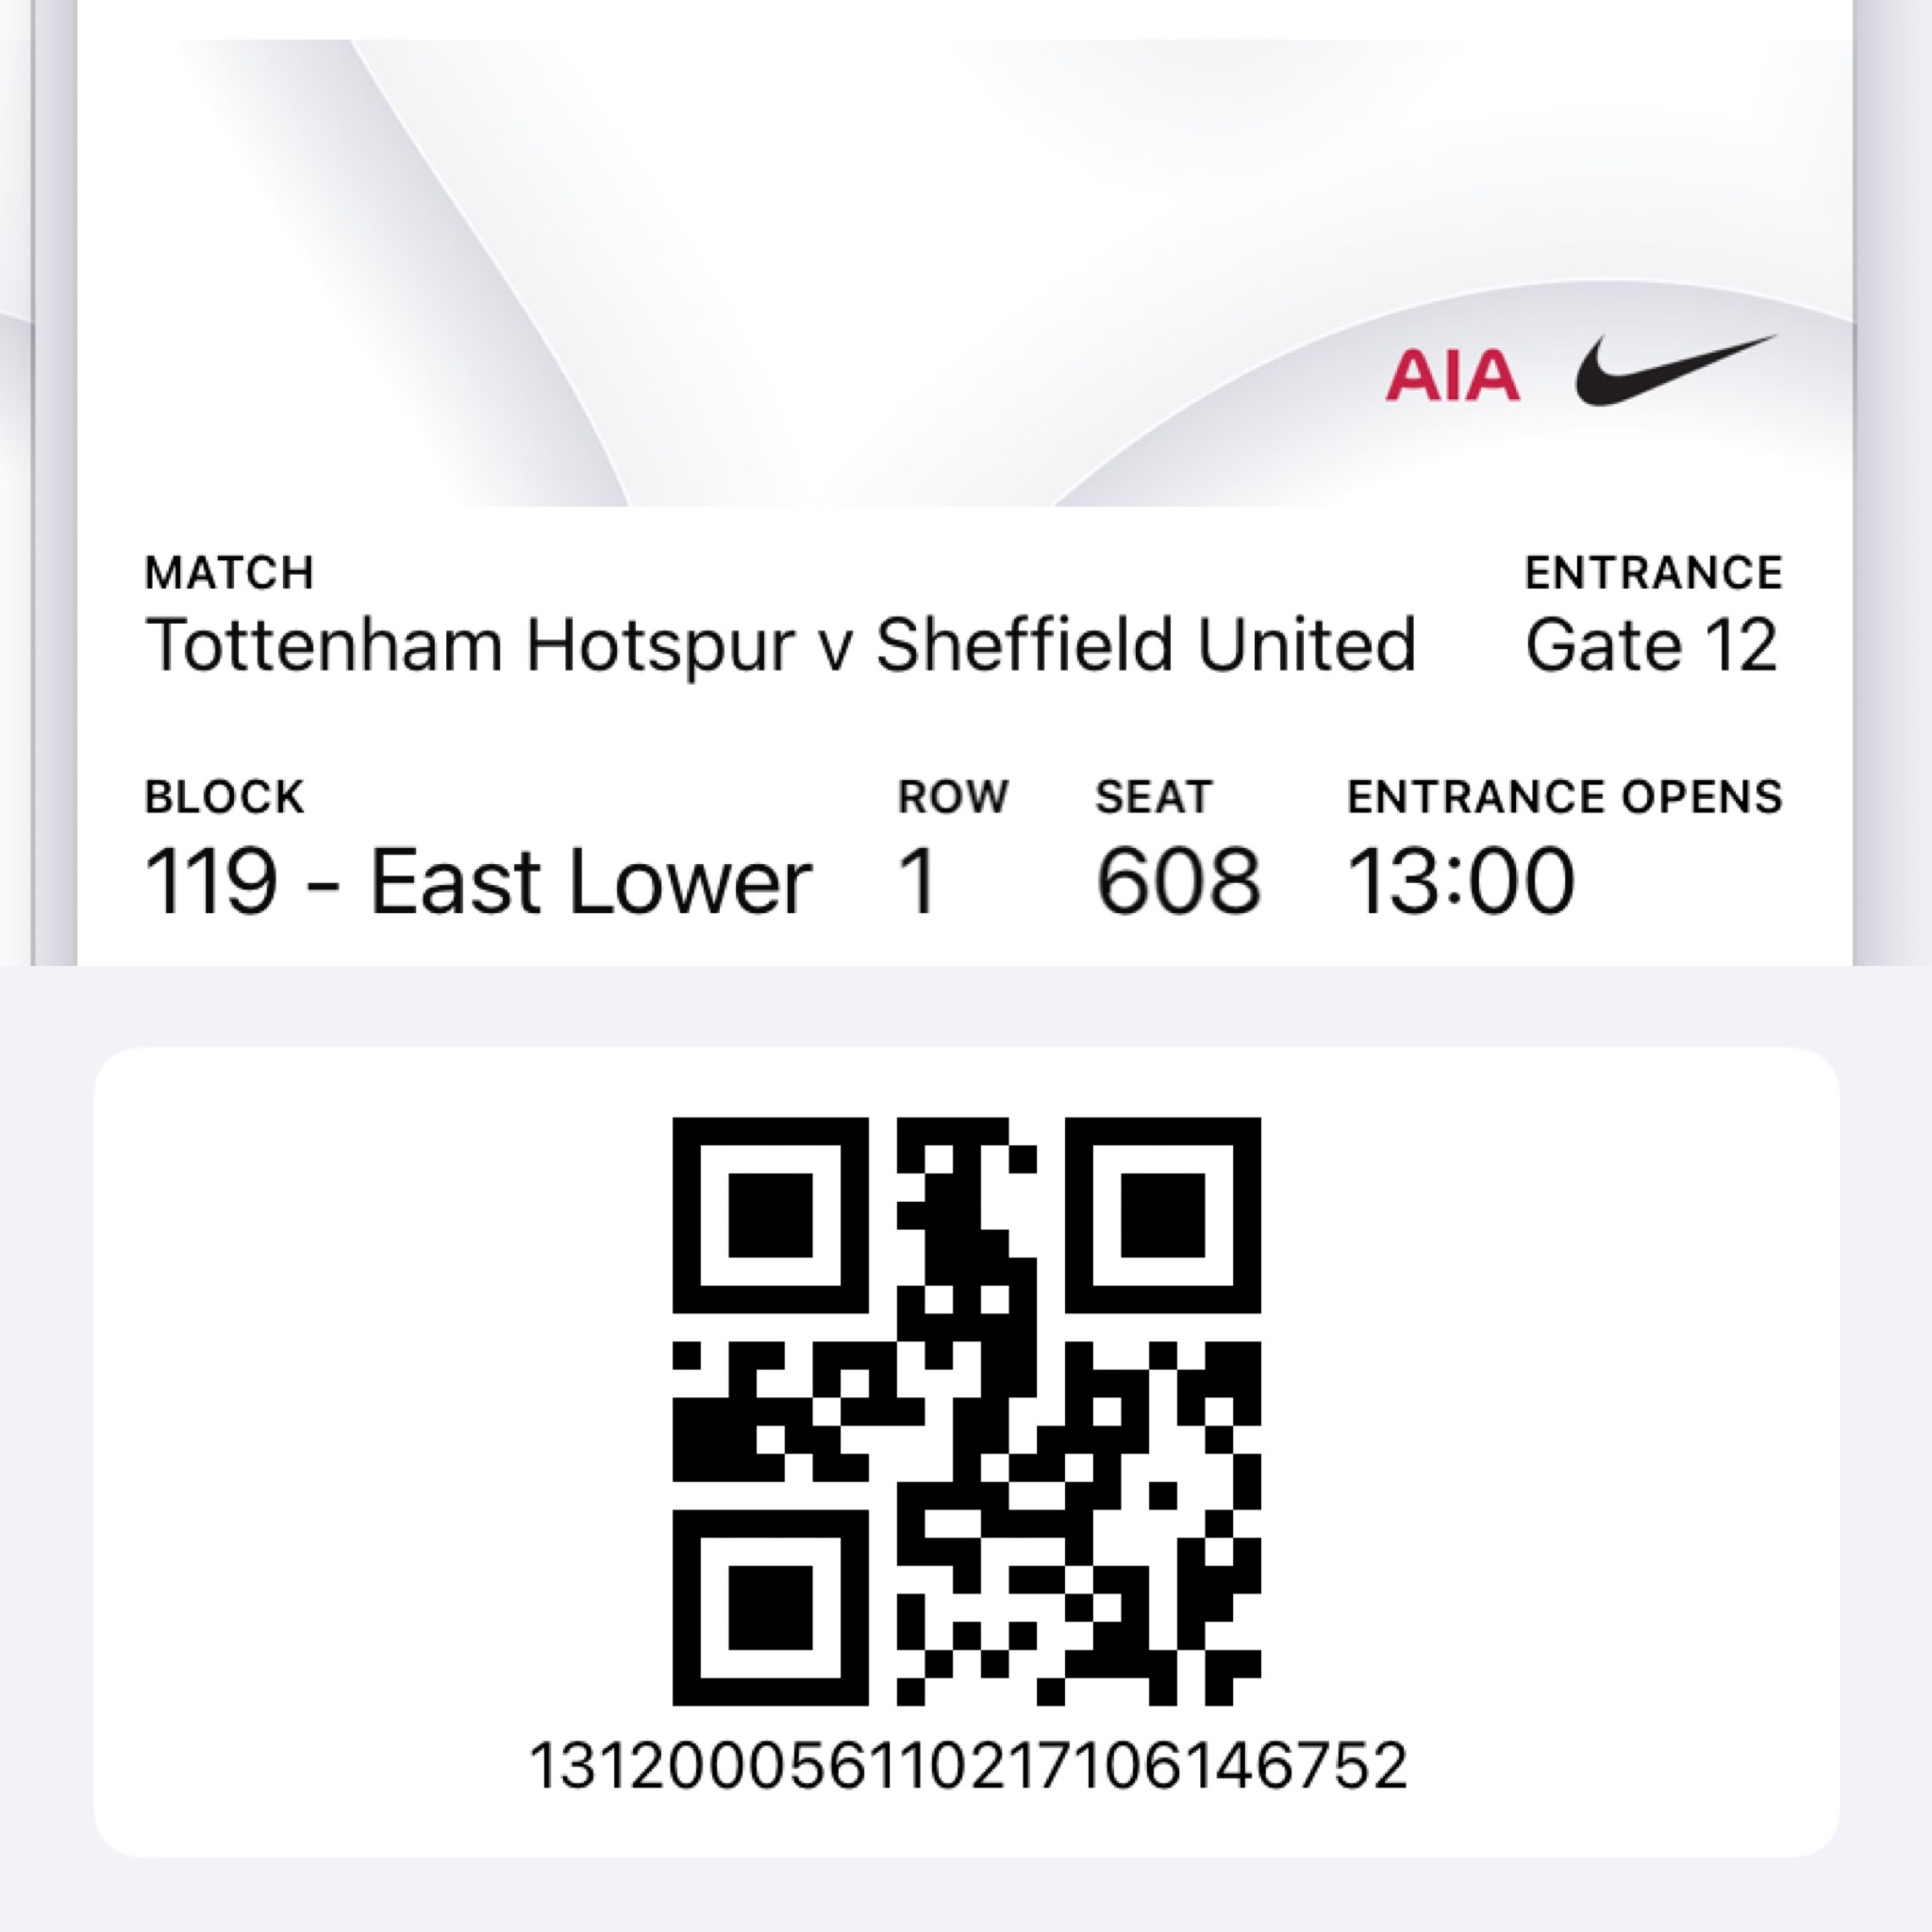 AIA
MATCH ENTRANCE
Tottenham Hotspur v Sheffield United Gate 12
BLOCK ROW SEAT ENTRANCE OPENS
119 - East Lower 1 608 13:00
131200056110217106146752